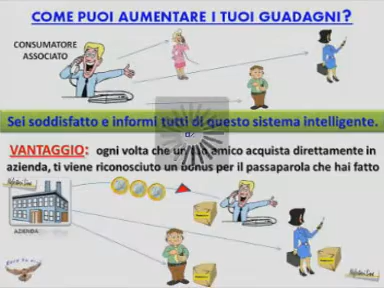 COME PUOI AUMENTARE I TUOI GUADAGNI?
CONSUMATORE
ASSOCIATO
Sei soddisfatto e informi tutti di questo sistema intelligente.
VANTAGGIO: ogni volta che un tuo amico acquista direttamente in
azienda, ti viene riconosciuto un bonus per il passaparola che hai fatto
AZIENDA